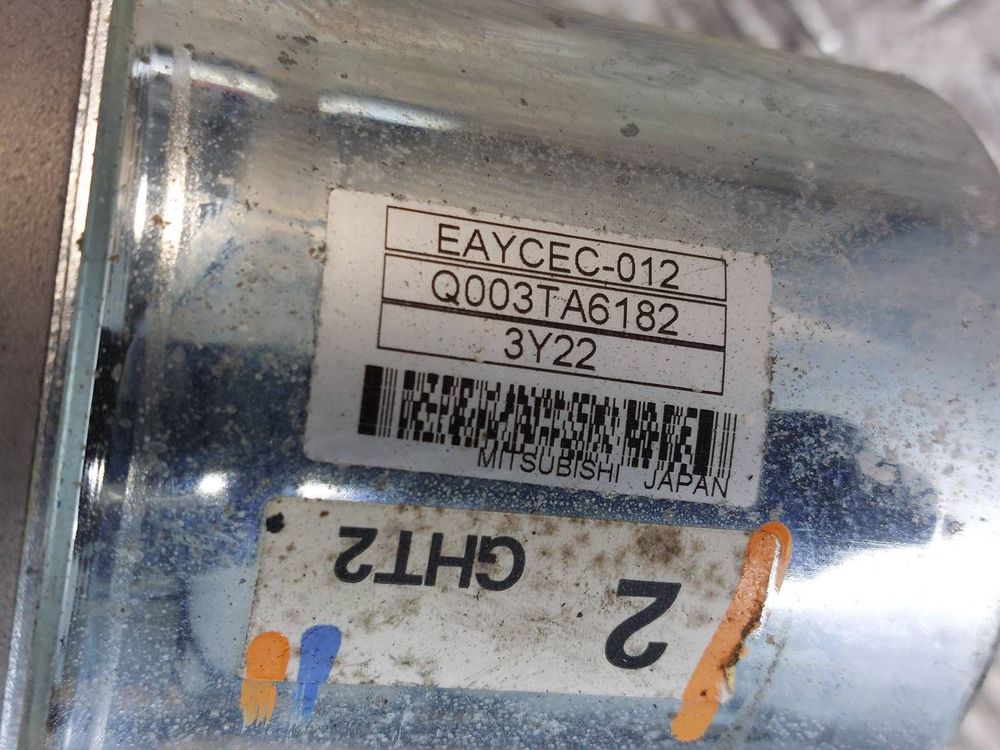 EAYCEC-012
Q003TA6182
3Y22
MITSUBISHI JAPAN
GHT2
2